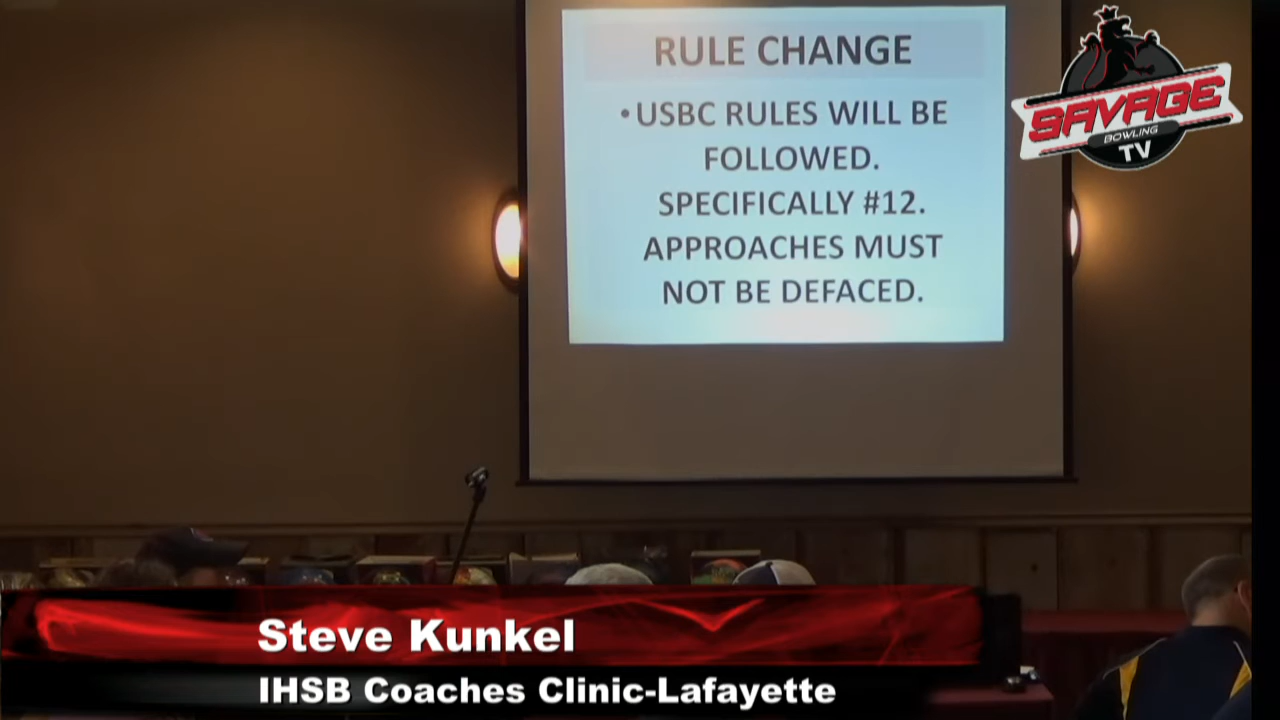 RULE CHANGE
•USBC RULES WILL BE
FOLLOWED.
SPECIFICALLY #12.
APPROACHES MUST
NOT BE DEFACED.
SAVAGE
BOWLING
TV
Steve Kunkel
IHSB Coaches Clinic-Lafayette